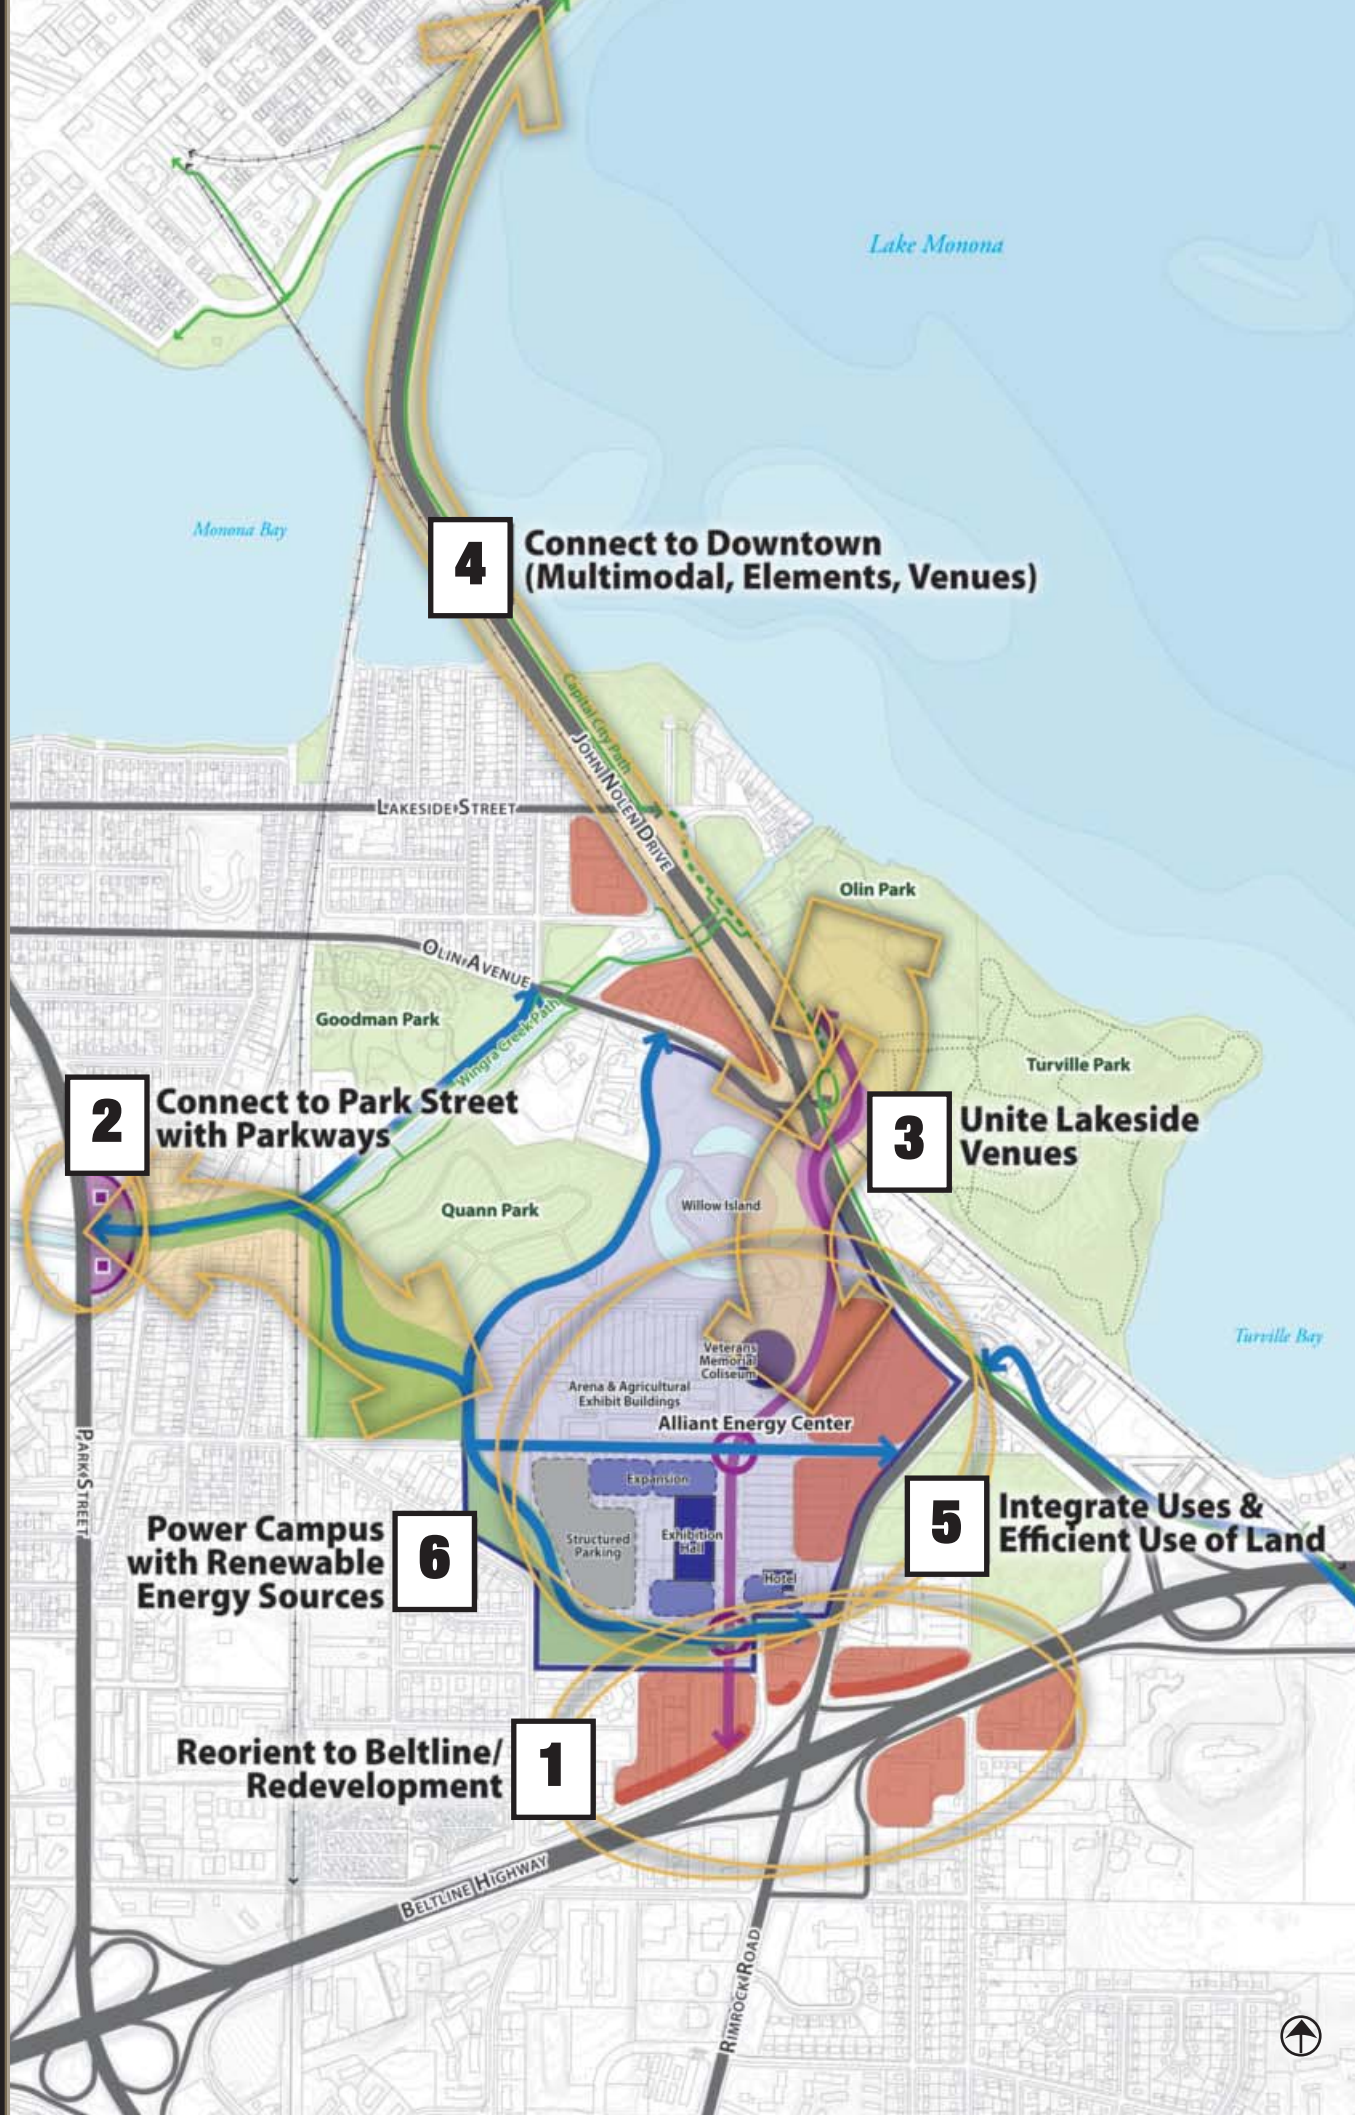 Lake Monona
Monona Bay
4
Connect to Downtown
(Multimodal, Elements, Venues)
Capital City Path
JOHN NOLEN DRIVE
LAKESIDE STREET
Olin Park
OLIN AVENUE
Goodman Park
Wingra Creek Path
Turville Park
2
Connect to Park Street
with Parkways
3
Unite Lakeside
Venues
Quann Park
Willow Island
Turville Bay
Veterans
Memorial
Coliseum
Arena & Agricultural
Exhibit Buildings
Alliant Energy Center
PARK STREET
Expansion
Structured
Parking
Exhibition
Hall
Hotel
5
Integrate Uses &
Efficient Use of Land
Power Campus
with Renewable
Energy Sources
6
Reorient to Beltline/
Redevelopment
1
BELTLINE HIGHWAY
RIMROCK ROAD